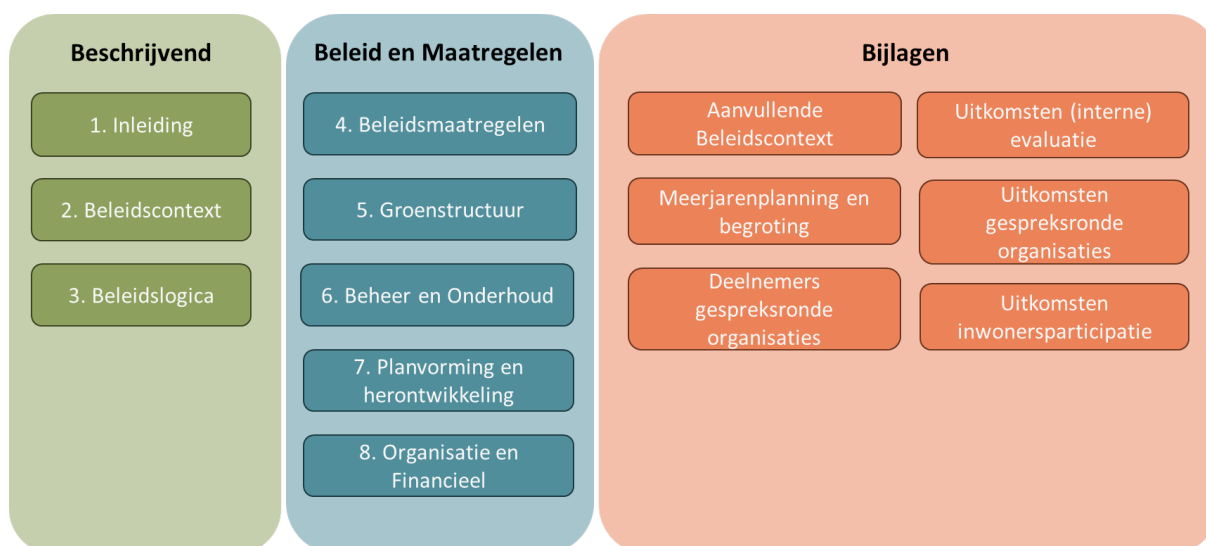 Beschrijvend
1. Inleiding
2. Beleidscontext
3. Beleidslogica
Beleid en Maatregelen
4. Beleidsmaatregelen
5. Groenstructuur
6. Beheer en Onderhoud
7. Planvorming en
herontwikkeling
8. Organisatie en
Financieel
Bijlagen
Aanvullende
Beleidscontext
Meerjarenplanning en
begroting
Deelnemers
gespreksronde
organisaties
Uitkomsten (interne)
evaluatie
Uitkomsten
gespreksronde
organisaties
Uitkomsten
inwonersparticipatie